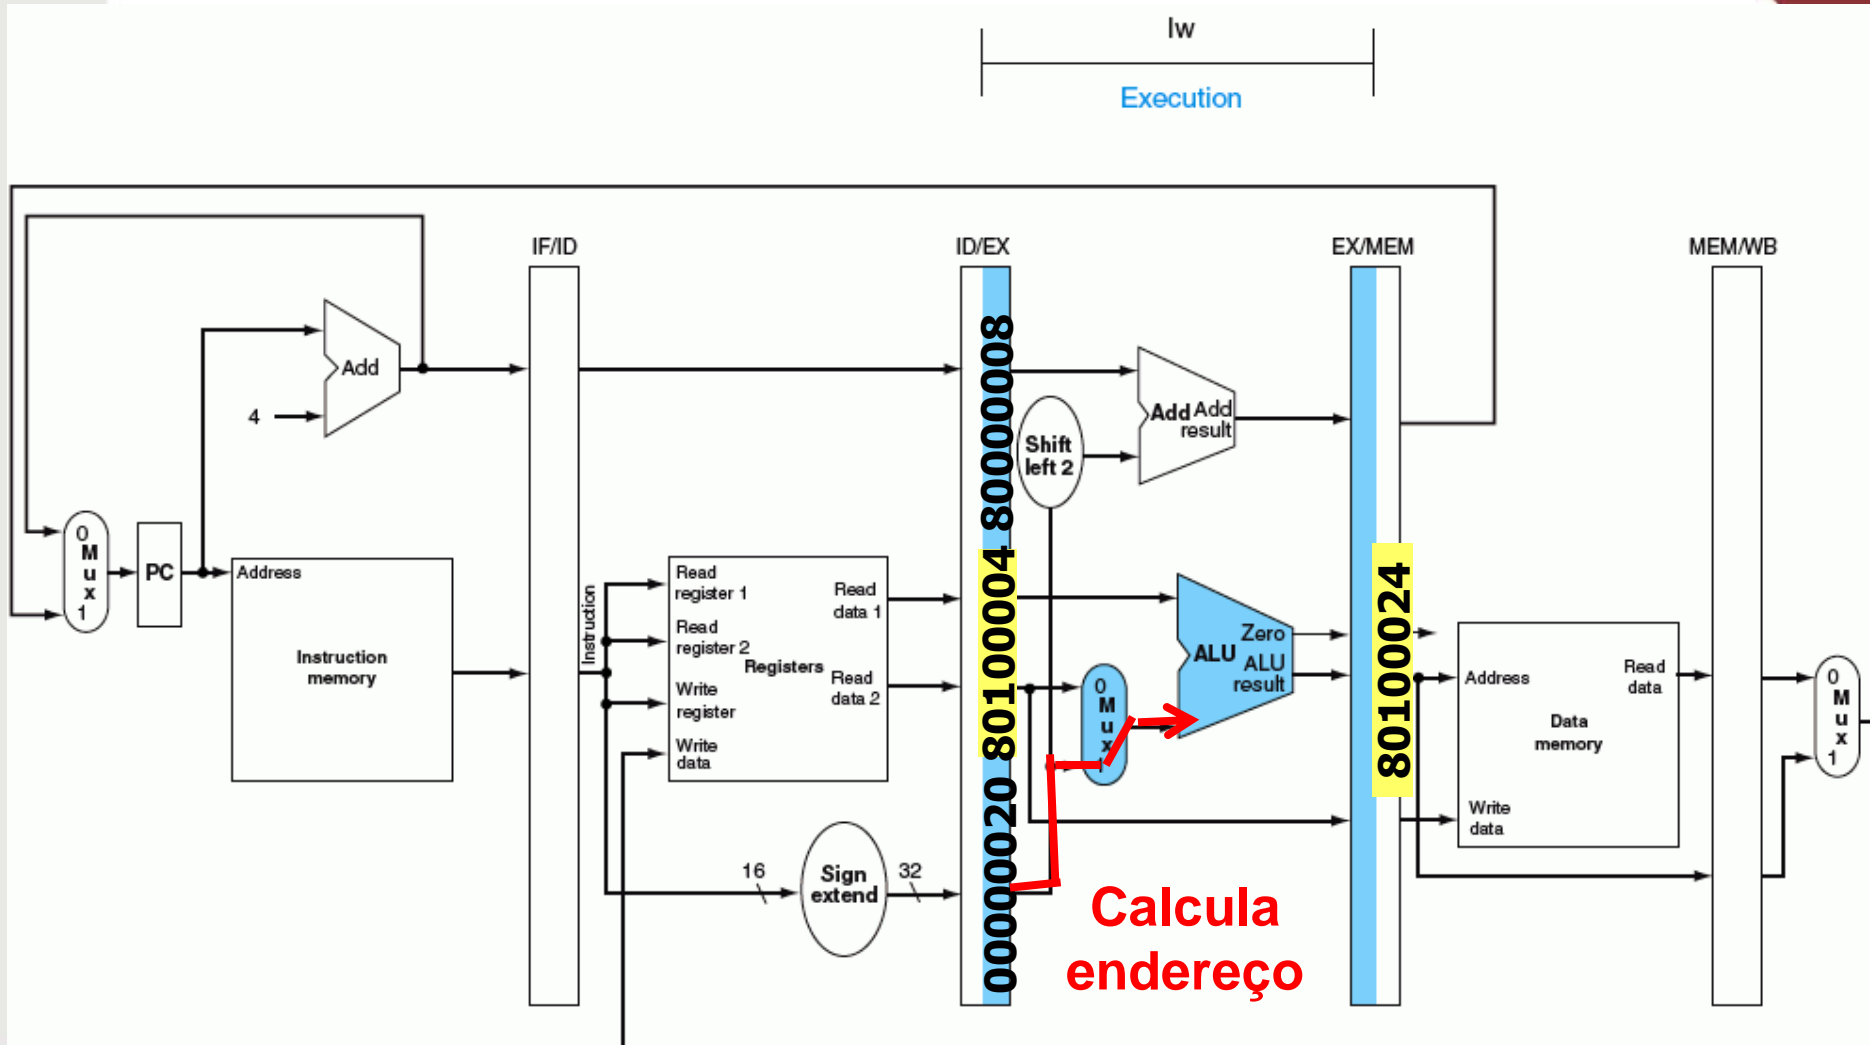 lw
Execution
IF/ID
ID/EX
EX/MEM
MEM/WB
Add
4
Add Add
result
Shift
left 2
0
M
u
x
1
PC
Address
Instruction
memory
Instruction
Read
register 1
Read
register 2
Write
register
Write
data
Registers
Read
data 1
Read
data 2
16
Sign
extend
32
80000008
80100004
00000020
0
M
u
x
1
Zero
ALU
ALU
result
80100024
Address
Read
data
Data
memory
Write
data
0
M
u
x
1
Calcula
endereço